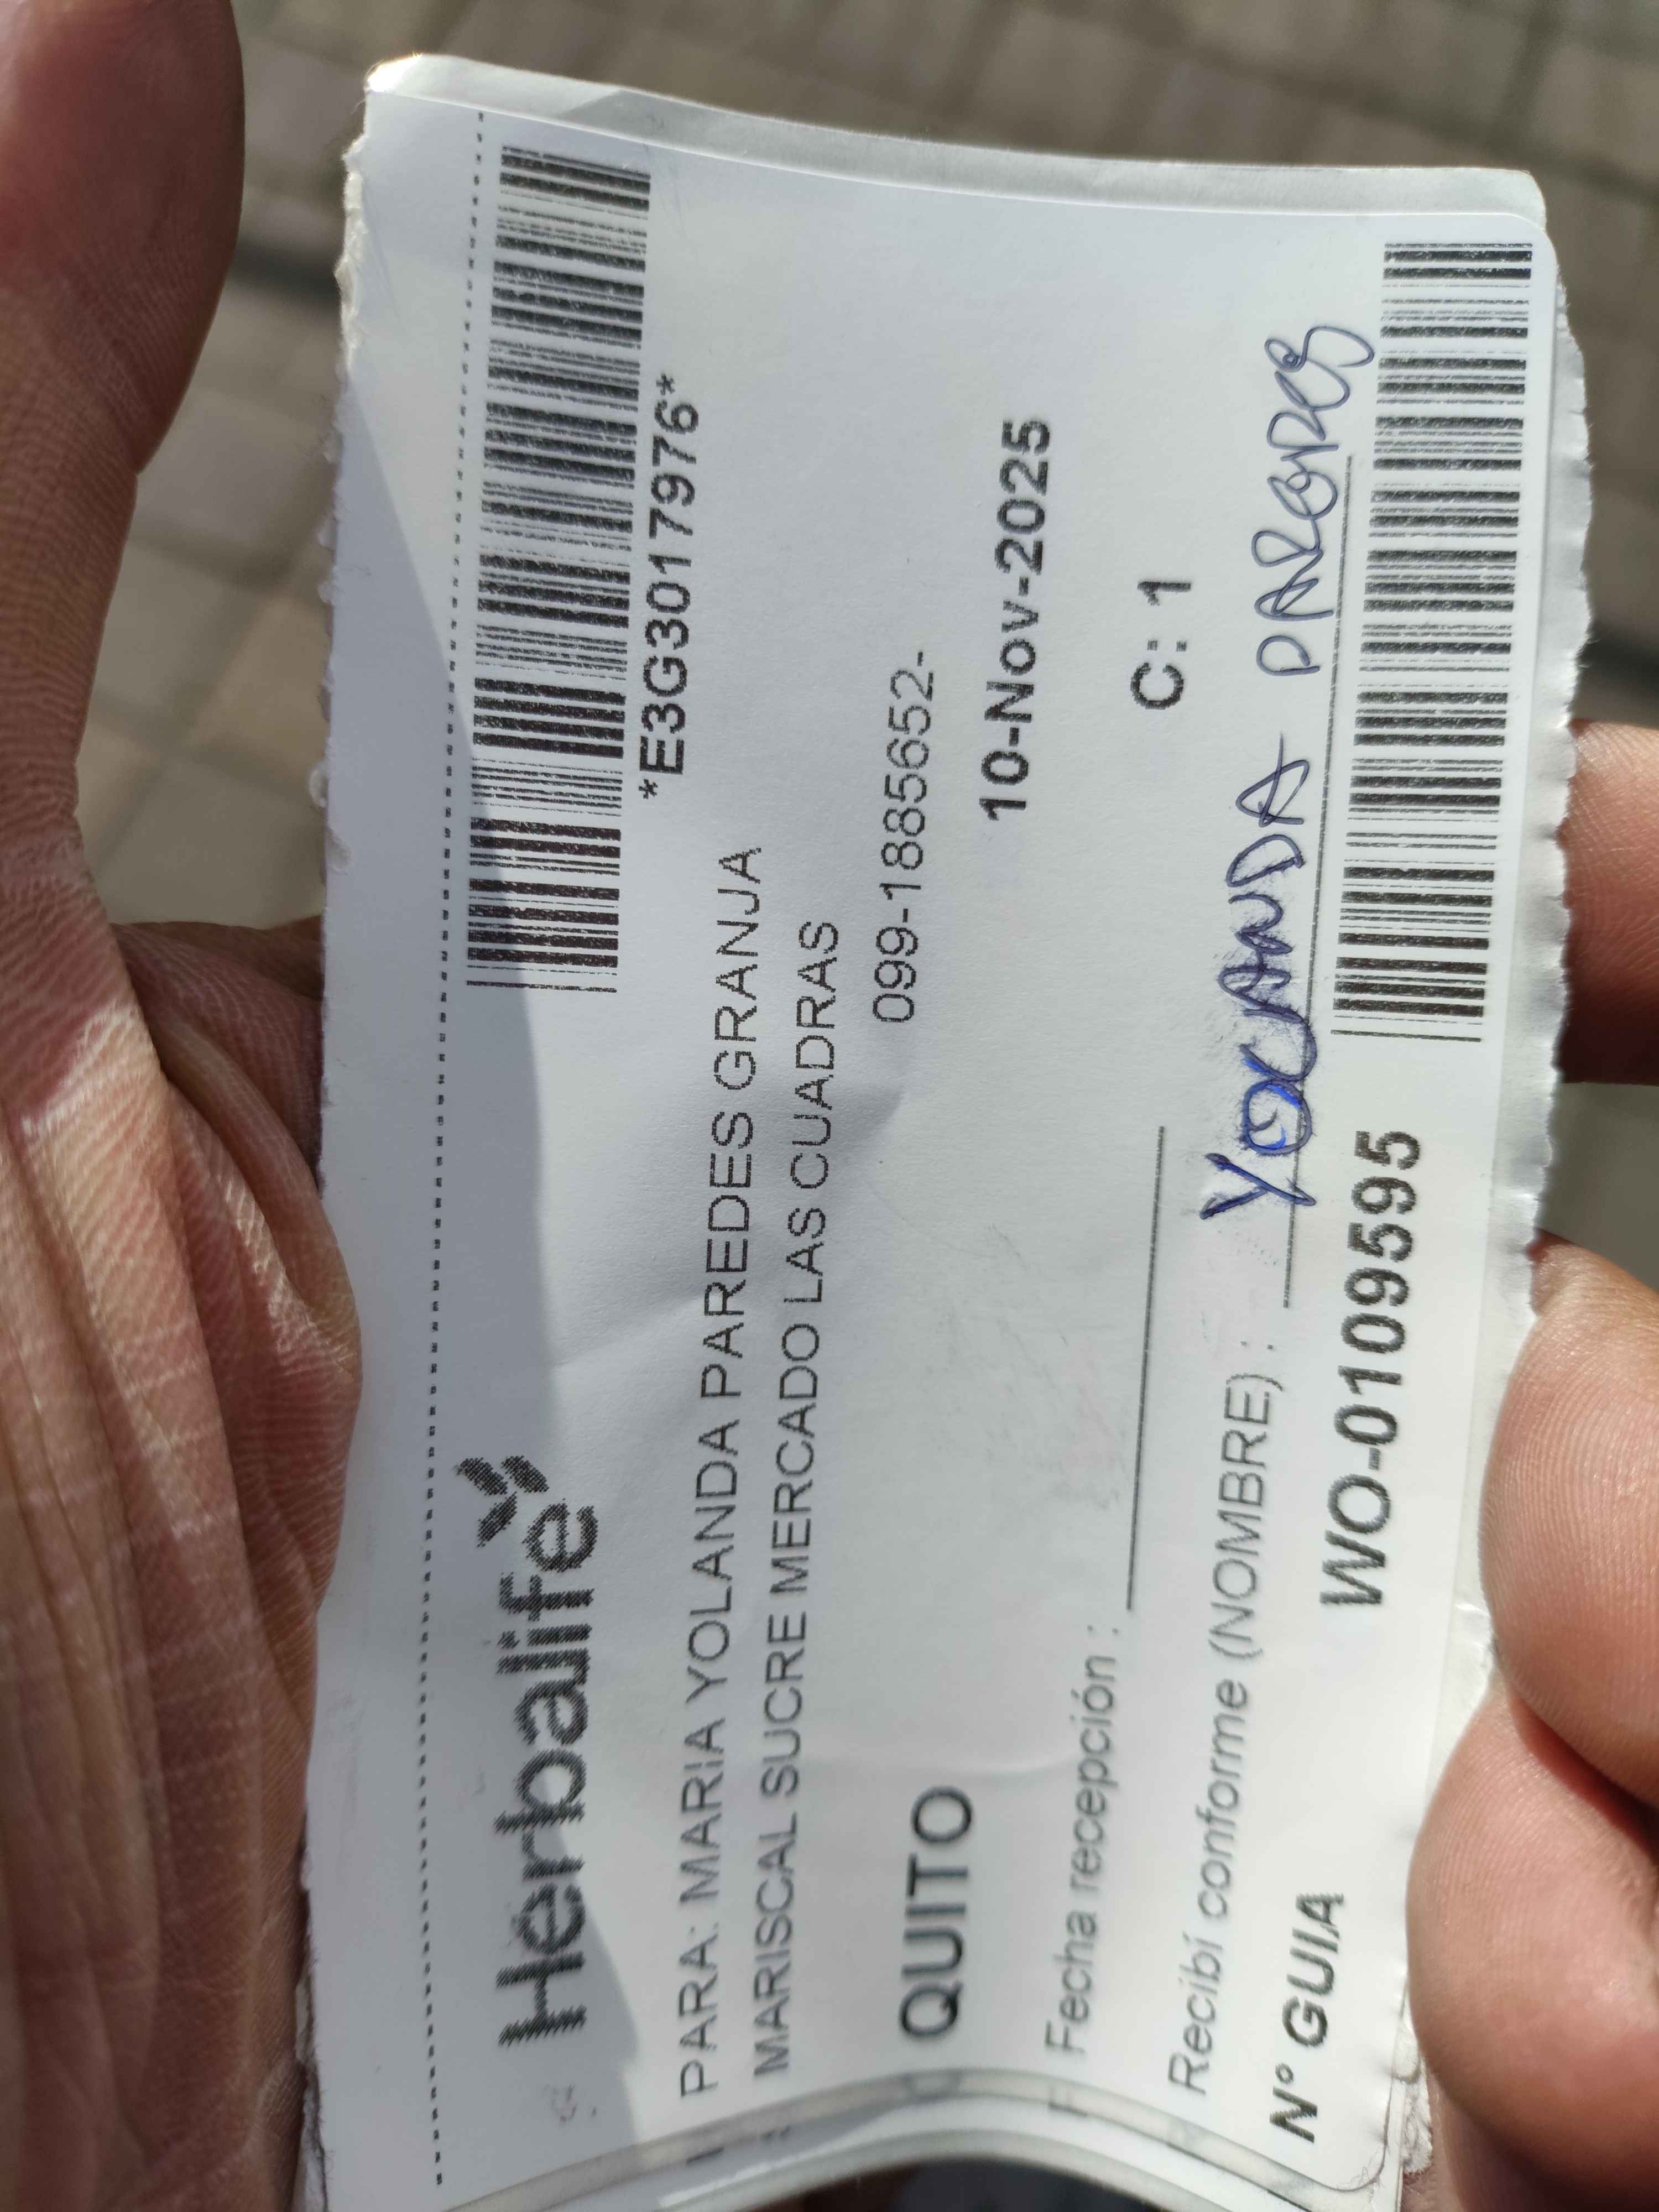 Herbalife
*E3G3017976*
PARA: MARIA YOLANDA PAREDES GRANJA
MARISCAL SUCRE MERCADO LAS CUADRAS
099-1885652-
QUITO
10-Nov-2025
Fecha recepción :
C: 1
Recibí conforme (NOMBRE) : YOLANDA PAREDES
N° GUIA WO-0109595